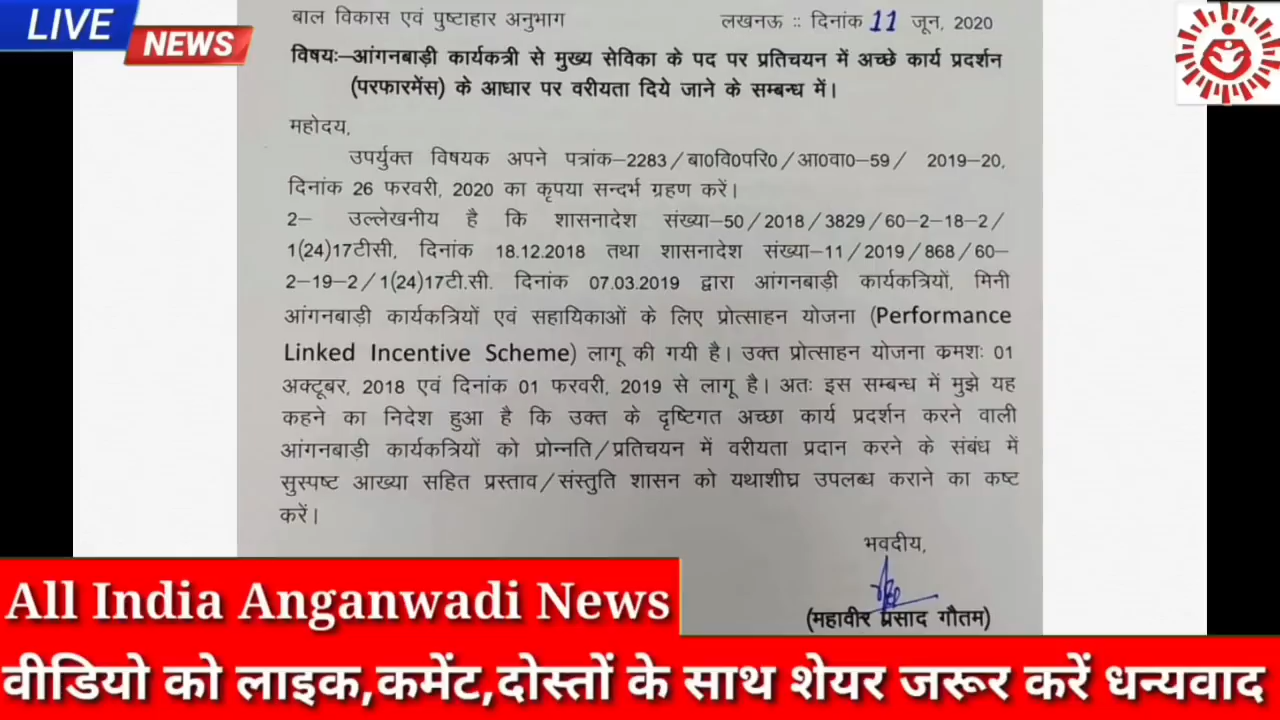 LIVE
NEWS
बाल विकास एवं पुष्टाहार अनुभाग लखनऊ :: दिनांक 11 जून, 2020
विषयः–आंगनबाड़ी कार्यकत्री से मुख्य सेविका के पद पर प्रतिचयन में अच्छे कार्य प्रदर्शन
(परफारमेंस) के आधार पर वरीयता दिये जाने के सम्बन्ध में।
महोदय,
उपर्युक्त विषयक अपने पत्रांक–2283/बा0वि0परि0/आ0वा0–59/ 2019–20,
दिनांक 26 फरवरी, 2020 का कृपया सन्दर्भ ग्रहण करें।
2– उल्लेखनीय है कि शासनादेश संख्या–50/2018/3829/60–2–18–2/
1(24)17टीसी, दिनांक 18.12.2018 तथा शासनादेश संख्या–11/2019/868/60–
2–19–2/1(24)17टी.सी. दिनांक 07.03.2019 द्वारा आंगनबाड़ी कार्यकत्रियों, मिनी
आंगनबाड़ी कार्यकत्रियों एवं सहायिकाओं के लिए प्रोत्साहन योजना (Performance
Linked Incentive Scheme) लागू की गयी है। उक्त प्रोत्साहन योजना क्रमशः 01
अक्टूबर, 2018 एवं दिनांक 01 फरवरी, 2019 से लागू है। अतः इस सम्बन्ध में मुझे यह
कहने का निदेश हुआ है कि उक्त के दृष्टिगत अच्छा कार्य प्रदर्शन करने वाली
आंगनबाड़ी कार्यकत्रियों को प्रोन्नति/प्रतिचयन में वरीयता प्रदान करने के संबंध में
सुस्पष्ट आख्या सहित प्रस्ताव/संस्तुति शासन को यथाशीघ्र उपलब्ध कराने का कष्ट
करें।
भवदीय,
(महावीर प्रसाद गौतम)
All India Anganwadi News
वीडियो को लाइक,कमेंट,दोस्तों के साथ शेयर जरूर करें धन्यवाद